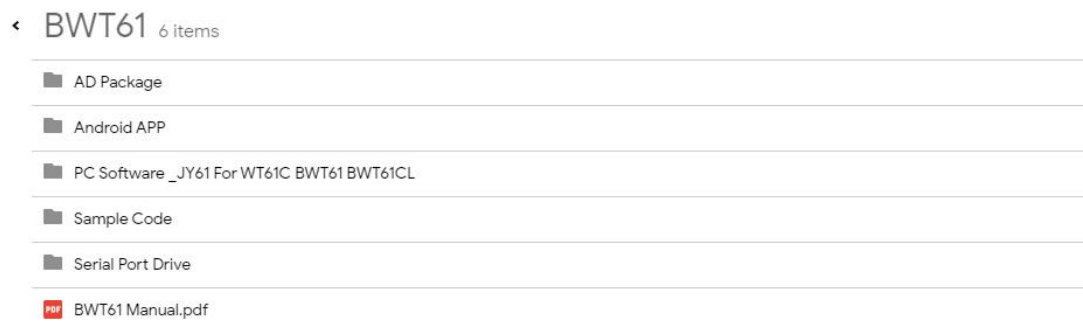 BWT61 6 items
AD Package
Android APP
PC Software _JY61 For WT61C BWT61 BWT61CL
Sample Code
Serial Port Drive
PDF BWT61 Manual.pdf